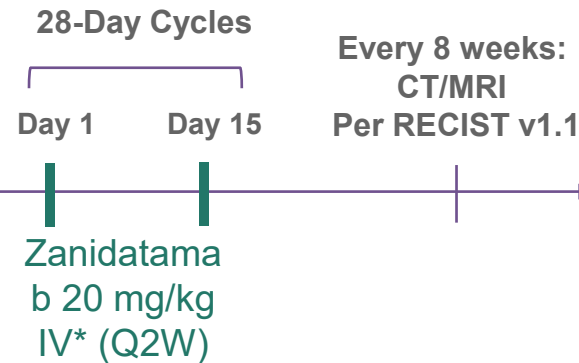 28-Day Cycles
Every 8 weeks:
CT/MRI
Per RECIST v1.1
Day 1
Day 15
Zanidatama
b 20 mg/kg
IV* (Q2W)